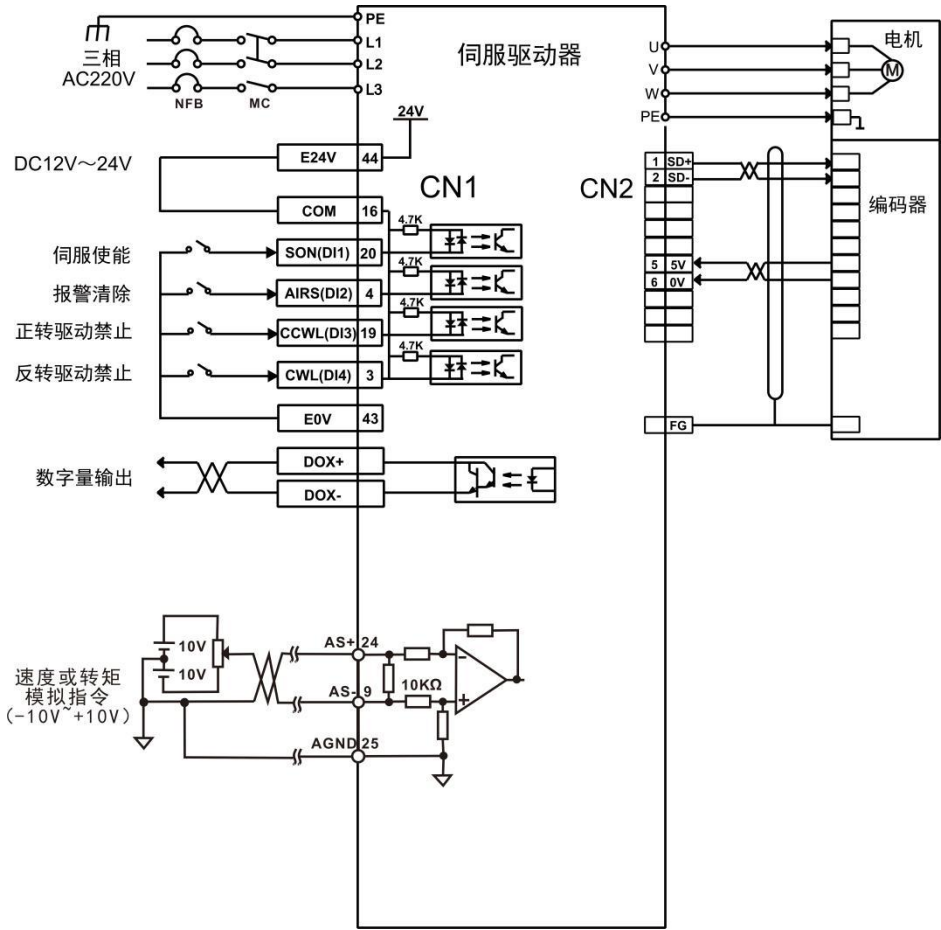 PE
L1
L2
L3
三相
AC220V
NFB
MC
伺服驱动器
U
V
W
PE
电机
M
24V
DC12V～24V
E24V 44
COM 16
CN1
CN2
4.7K
伺服使能
SON(DI1) 20
4.7K
报警清除
AIRS(DI2) 4
4.7K
正转驱动禁止
CCWL(DI3) 19
4.7K
反转驱动禁止
CWL(DI4) 3
E0V 43
1 SD+
2 SD-
5 5V
6 0V
FG
编码器
数字量输出
DOX+
DOX-
速度或转矩
模拟指令
(-10V~+10V)
10V
10V
AS+ 24
AS- 9
10KΩ
AGND 25